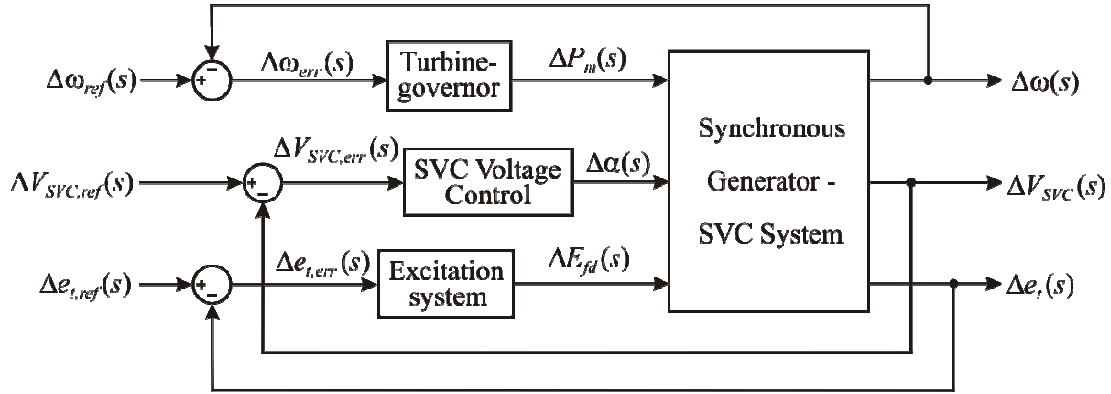 Δω_ref(s)
+
−
Λω_err(s)
Turbine-
governor
ΔP_m(s)
Δω(s)
ΛV_SVC,ref(s)
+
−
ΔV_SVC,err(s)
SVC Voltage
Control
Δα(s)
Synchronous
Generator -
SVC System
ΔV_SVC(s)
Δe_t,ref(s)
+
−
Δe_t,err(s)
Excitation
system
ΛE_fd(s)
Δe_t(s)